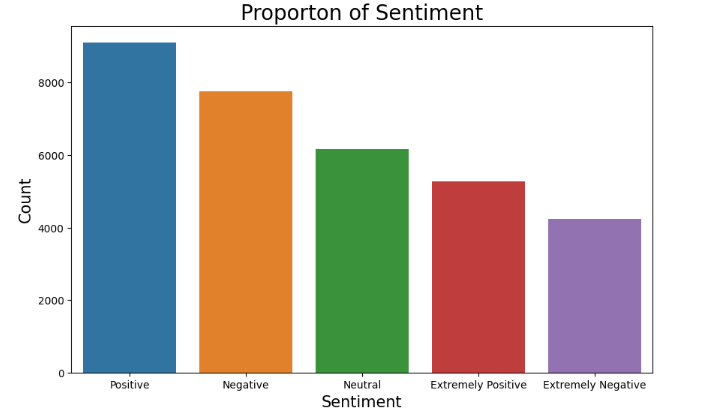 Proporton of Sentiment
Count
8000
6000
4000
2000
0
Positive
Negative
Neutral
Extremely Positive
Extremely Negative
Sentiment